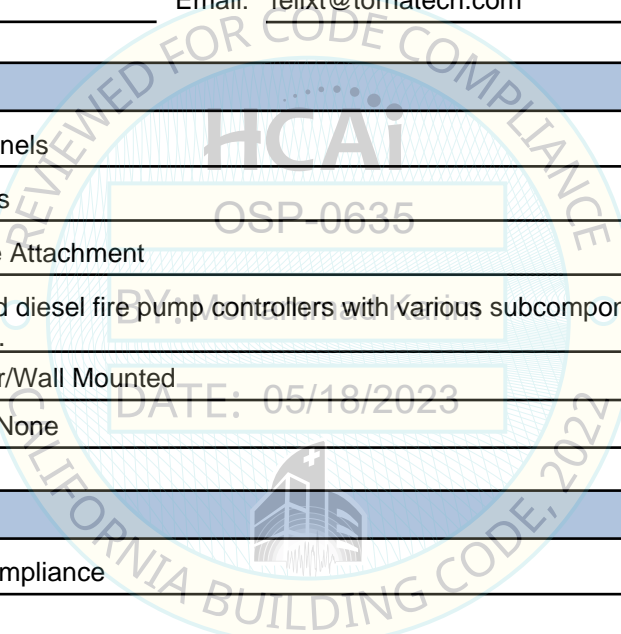 Email: felixt@tornatech.com
REVIEWED FOR CODE COMPLIANCE
HCAi
nels
OSP-0635
s
e Attachment
d diesel fire pump controllers with various subcompon
BY: Mohammad Karim
.
r/Wall Mounted
DATE: 05/18/2023
None
mpliance
CALIFORNIA BUILDING CODE, 2022